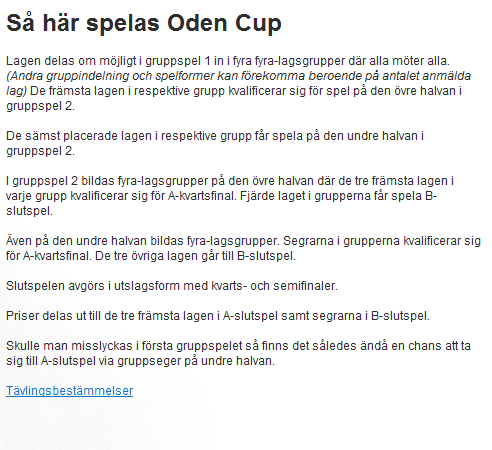 Så här spelas Oden Cup
Lagen delas om möjligt i gruppspel 1 in i fyra fyra-lagsgrupper där alla möter alla.
(Andra gruppindelning och spelformer kan förekomma beroende på antalet anmälda
lag) De främsta lagen i respektive grupp kvalificerar sig för spel på den övre halvan i
gruppspel 2.
De sämst placerade lagen i respektive grupp får spela på den undre halvan i
gruppspel 2.
I gruppspel 2 bildas fyra-lagsgrupper på den övre halvan där de tre främsta lagen i
varje grupp kvalificerar sig för A-kvartsfinal. Fjärde laget i grupperna får spela B-
slutspel.
Även på den undre halvan bildas fyra-lagsgrupper. Segrarna i grupperna kvalificerar sig
för A-kvartsfinal. De tre övriga lagen går till B-slutspel.
Slutspelen avgörs i utslagsform med kvarts- och semifinaler.
Priser delas ut till de tre främsta lagen i A-slutspel samt segrarna i B-slutspel.
Skulle man misslyckas i första gruppspelet så finns det således ändå en chans att ta
sig till A-slutspel via gruppseger på undre halvan.
Tävlingsbestämmelser